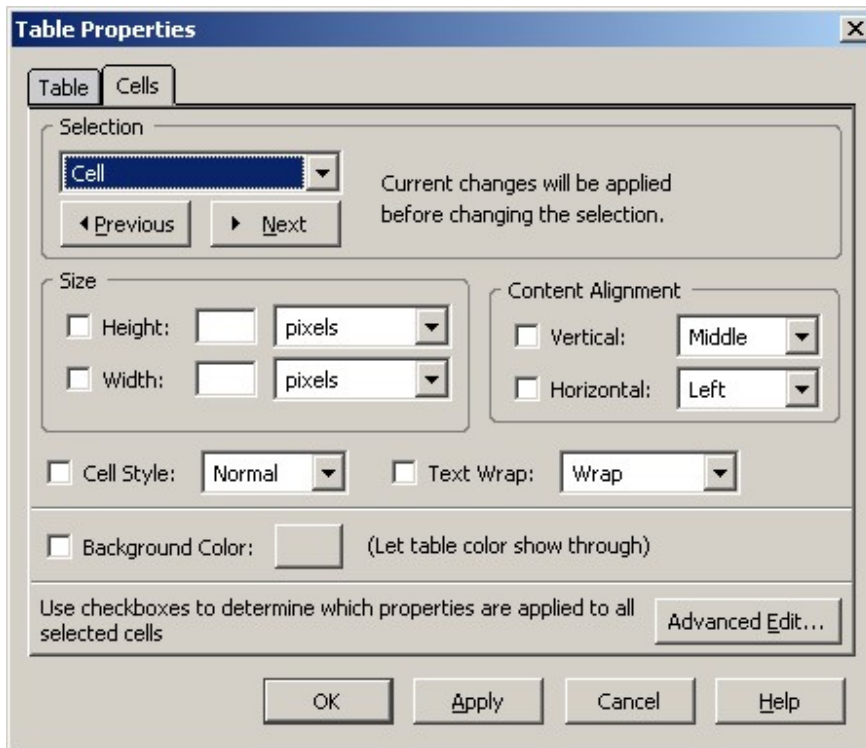 Table Properties
Table Cells
Selection
Cell
Current changes will be applied
before changing the selection.
Previous Next
Size
Content Alignment
Height: pixels
Vertical: Middle
Width: pixels
Horizontal: Left
Cell Style: Normal Text Wrap: Wrap
Background Color: (Let table color show through)
Use checkboxes to determine which properties are applied to all
selected cells
Advanced Edit...
OK Apply Cancel Help